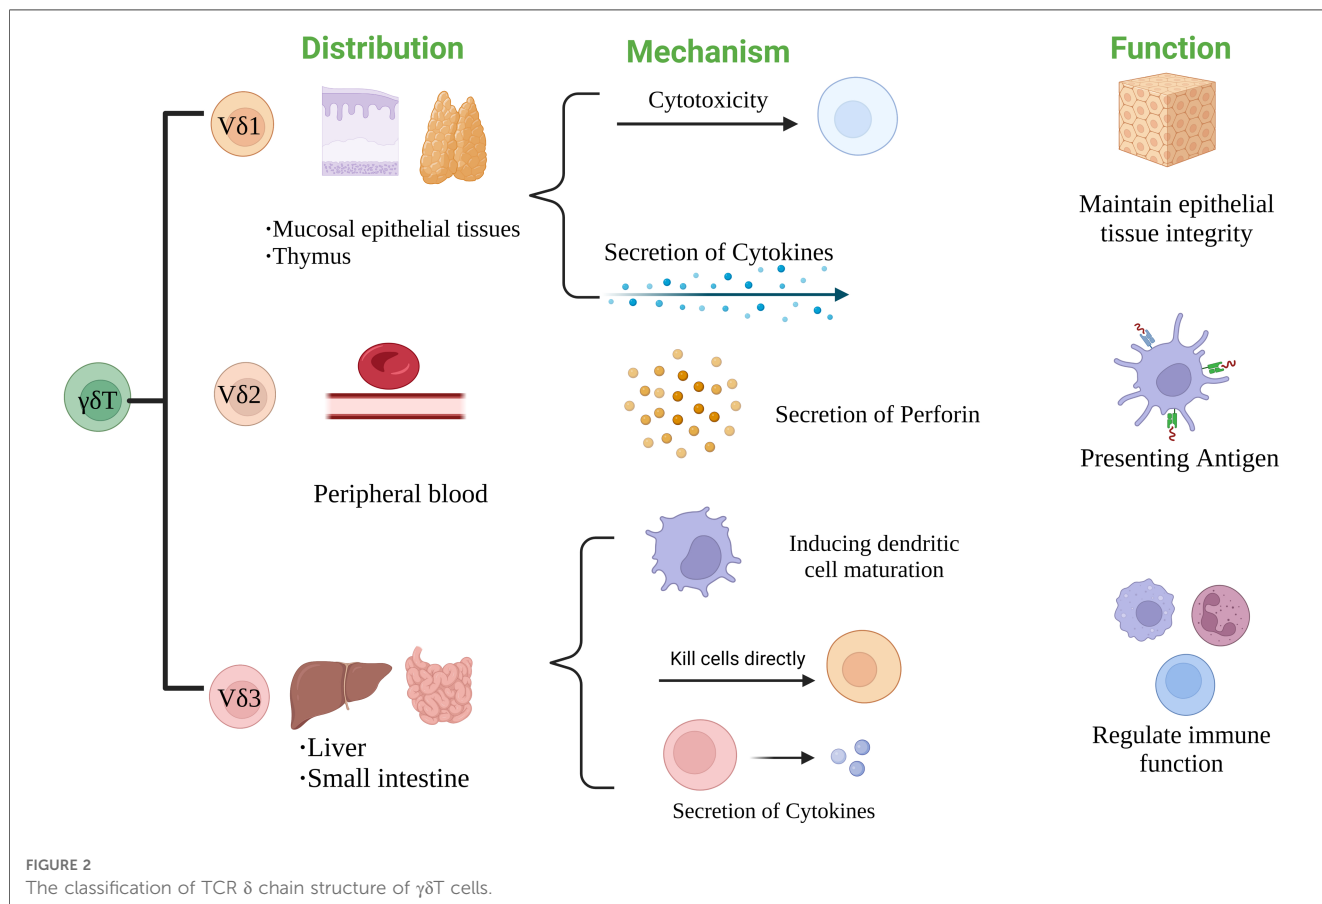 Distribution
Mechanism
Function
Vδ1
Cytotoxicity
·Mucosal epithelial tissues
·Thymus
Secretion of Cytokines
Maintain epithelial
tissue integrity
γδT
Vδ2
Peripheral blood
Secretion of Perforin
Presenting Antigen
Vδ3
·Liver
·Small intestine
Inducing dendritic
cell maturation
Kill cells directly
Secretion of Cytokines
Regulate immune
function
FIGURE 2
The classification of TCR δ chain structure of γδT cells.